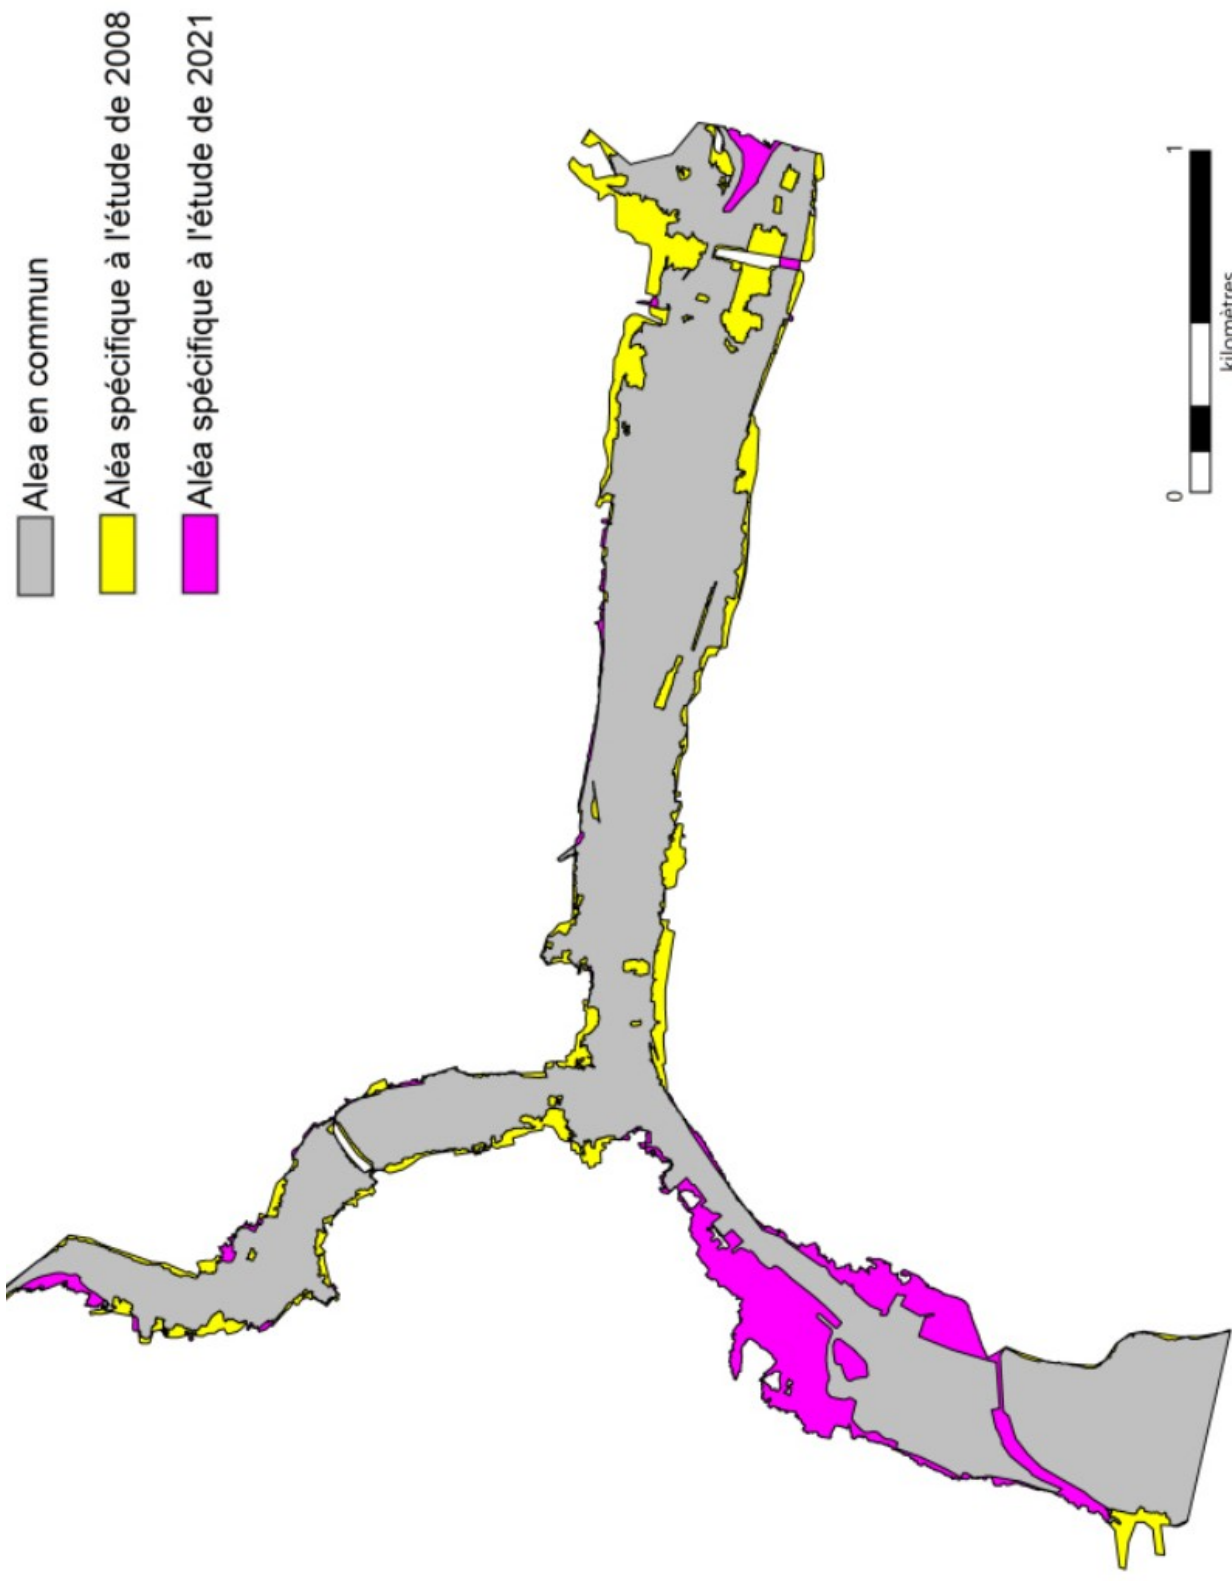 Alea en commun
Aléa spécifique à l'étude de 2008
Aléa spécifique à l'étude de 2021
0
1
kilomètres